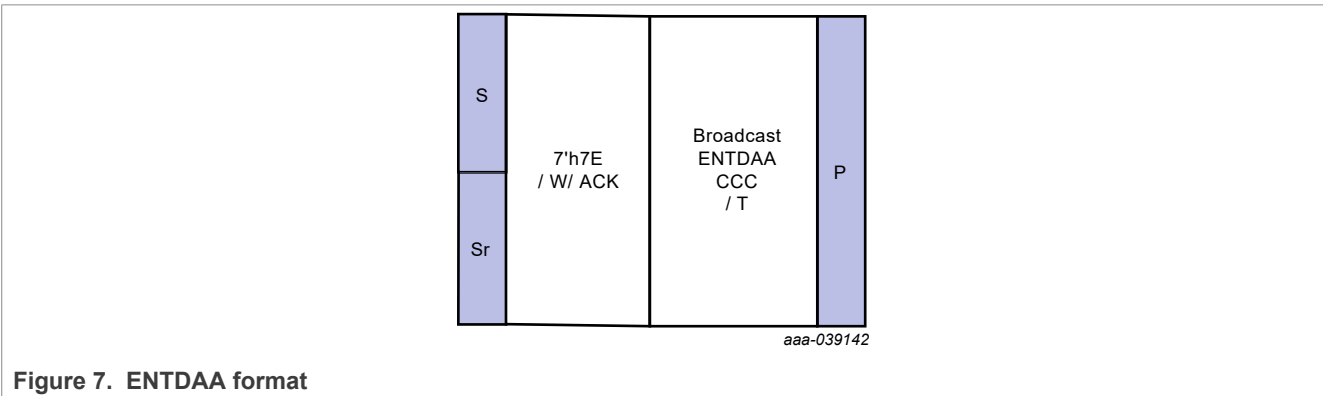 S
Sr
7'h7E
/ W/ ACK
Broadcast
ENTDAA
CCC
/ T
P
aaa-039142
Figure 7. ENTDAA format